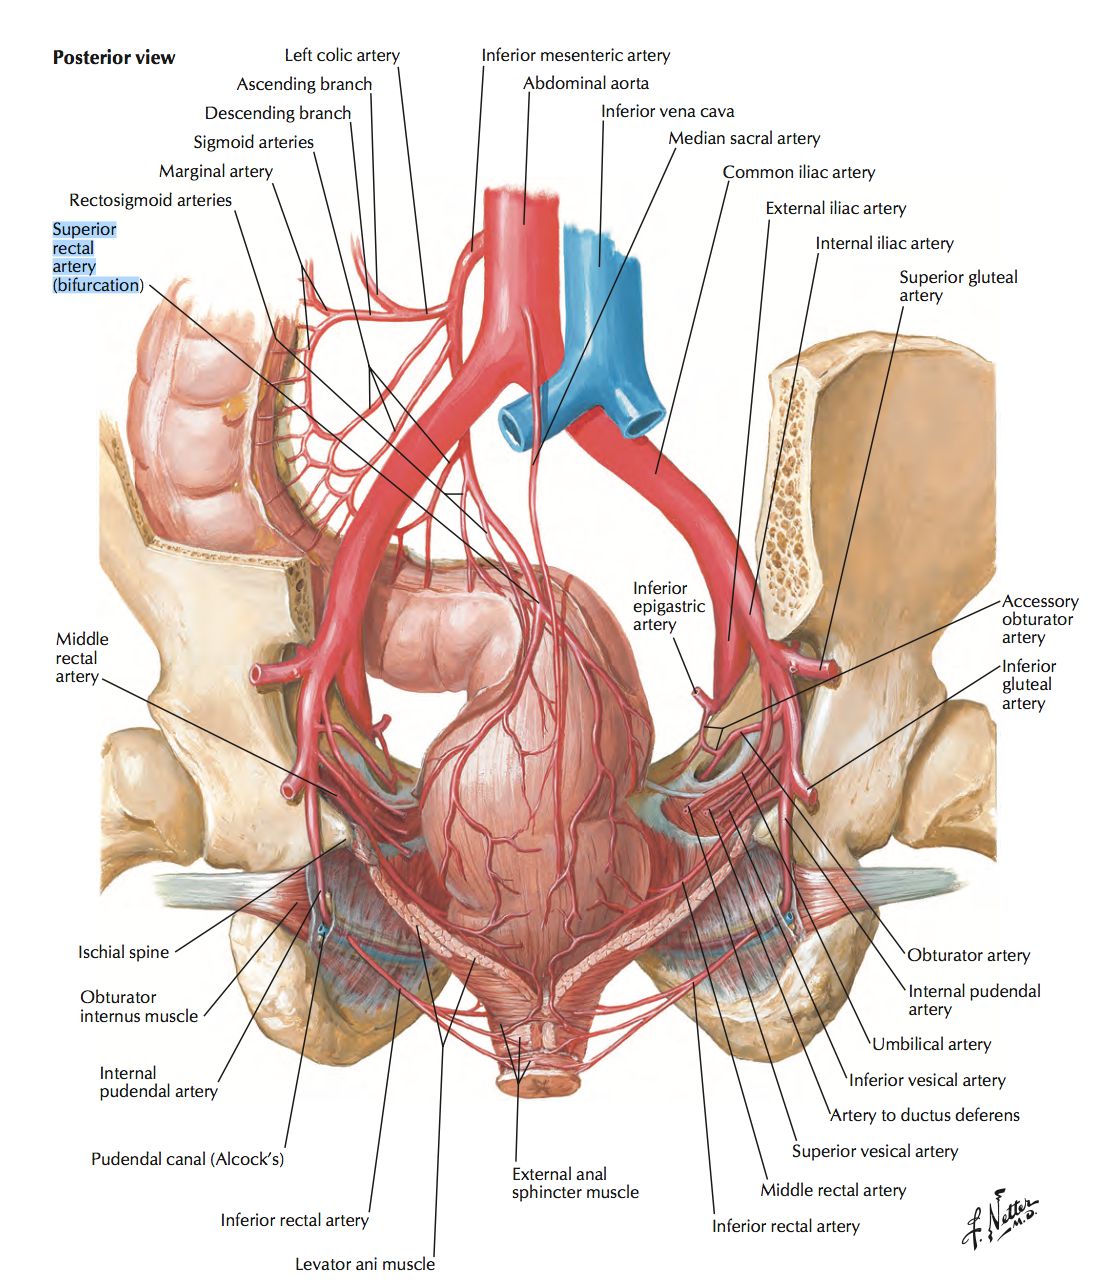 Posterior view
Left colic artery
Ascending branch
Descending branch
Sigmoid arteries
Marginal artery
Rectosigmoid arteries
Superior
rectal
artery
(bifurcation)
Inferior mesenteric artery
Abdominal aorta
Inferior vena cava
Median sacral artery
Common iliac artery
External iliac artery
Internal iliac artery
Superior gluteal
artery
Inferior
epigastric
artery
Accessory
obturator
artery
Inferior
gluteal
artery
Middle
rectal
artery
Ischial spine
Obturator
internus muscle
Internal
pudendal artery
Pudendal canal (Alcock’s)
Inferior rectal artery
Levator ani muscle
External anal
sphincter muscle
Obturator artery
Internal pudendal
artery
Umbilical artery
Inferior vesical artery
Artery to ductus deferens
Superior vesical artery
Middle rectal artery
Inferior rectal artery
F. Netter
M.D.